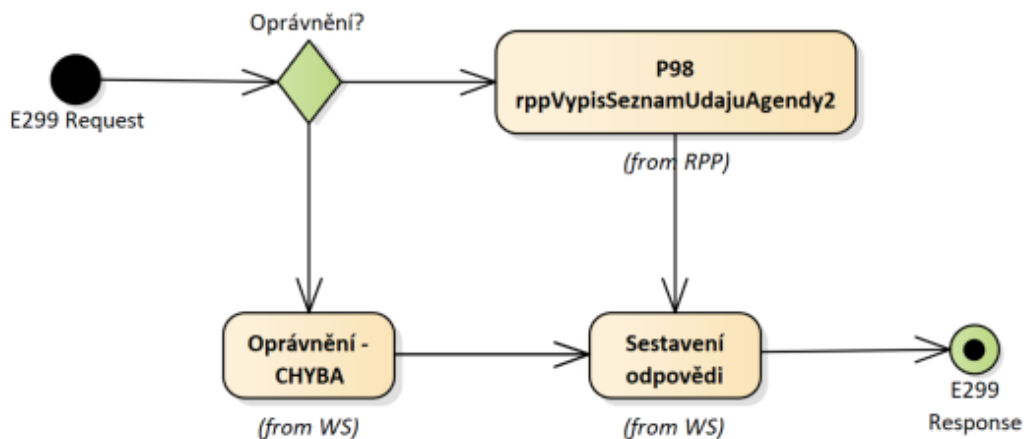 Oprávnění?
E299 Request
P98
rppVypisSeznamUdajuAgendy2
(from RPP)
Oprávnění -
CHYBA
(from WS)
Sestavení
odpovědi
(from WS)
E299
Response